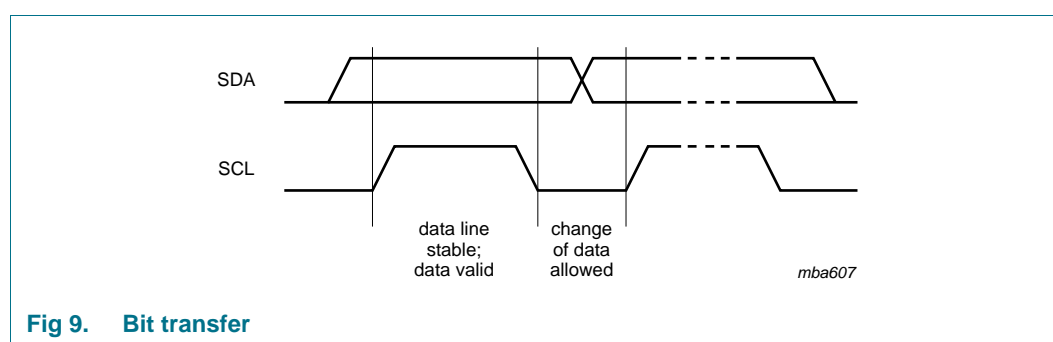 SDA
SCL
data line
stable;
data valid
change
of data
allowed
mba607
Fig 9. Bit transfer